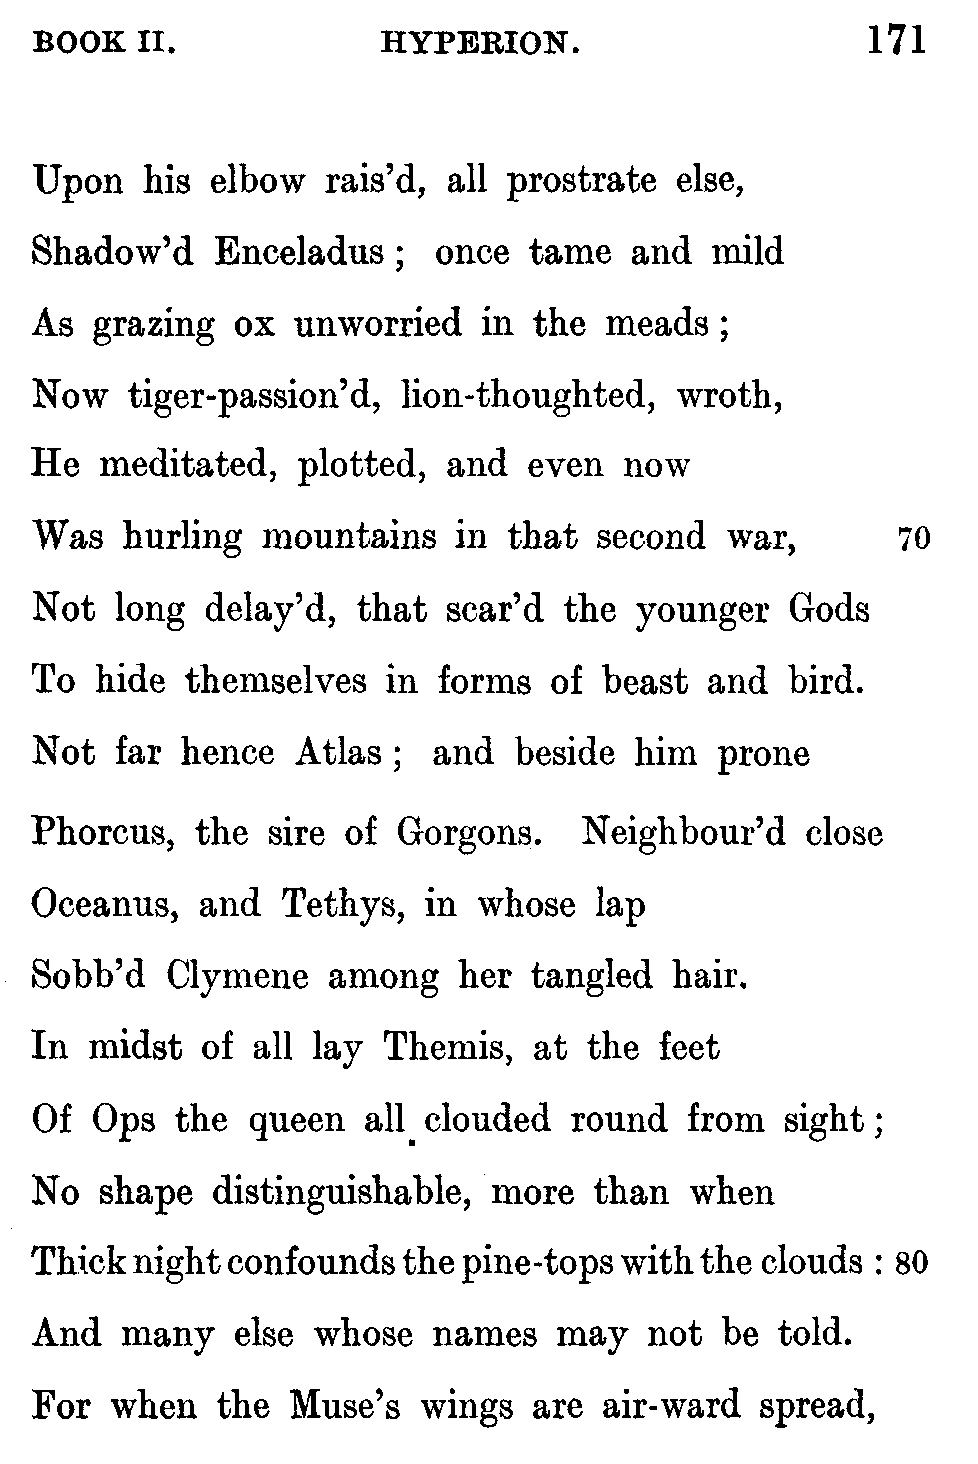 BOOK II. HYPERION. 171
Upon his elbow rais'd, all prostrate else,
Shadow'd Enceladus ; once tame and mild
As grazing ox unworried in the meads ;
Now tiger-passion'd, lion-thoughted, wroth,
He meditated, plotted, and even now
Was hurling mountains in that second war, 70
Not long delay'd, that scar'd the younger Gods
To hide themselves in forms of beast and bird.
Not far hence Atlas ; and beside him prone
Phorcus, the sire of Gorgons. Neighbour'd close
Oceanus, and Tethys, in whose lap
Sobb'd Clymene among her tangled hair.
In midst of all lay Themis, at the feet
Of Ops the queen all clouded round from sight ;
No shape distinguishable, more than when
Thick night confounds the pine-tops with the clouds : 80
And many else whose names may not be told.
For when the Muse's wings are air-ward spread,